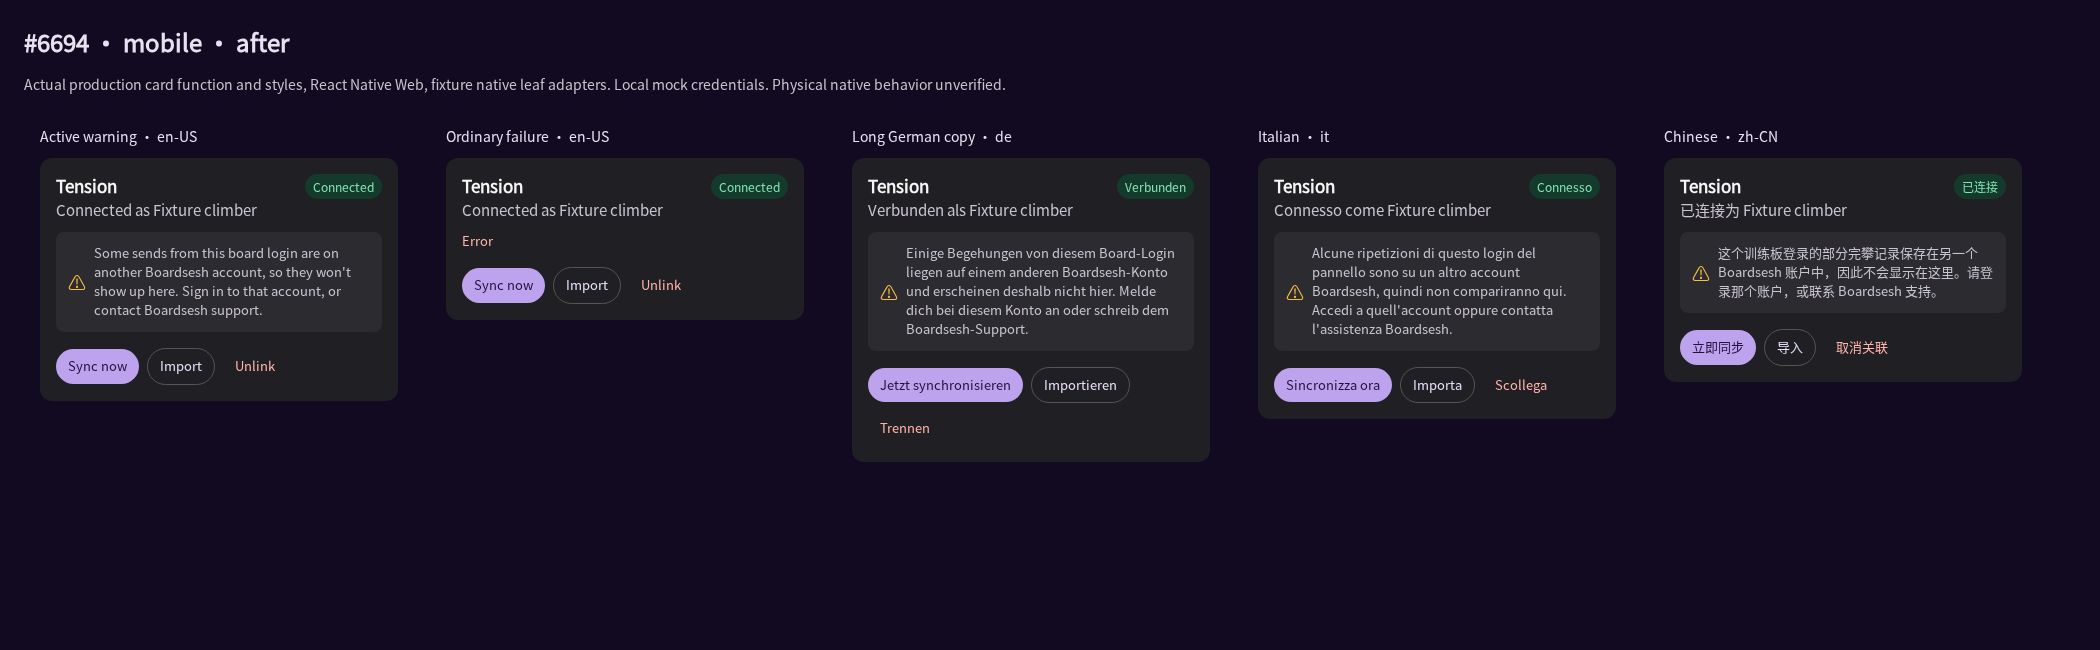 #6694 • mobile • after
Actual production card function and styles, React Native Web, fixture native leaf adapters. Local mock credentials. Physical native behavior unverified.
Active warning • en-US
Tension
Connected
Connected as Fixture climber
Some sends from this board login are on
another Boardsesh account, so they won't
show up here. Sign in to that account, or
contact Boardsesh support.
Sync now
Import
Unlink
Ordinary failure • en-US
Tension
Connected
Connected as Fixture climber
Error
Sync now
Import
Unlink
Long German copy • de
Tension
Verbunden
Verbunden als Fixture climber
Einige Begehungen von diesem Board-Login
liegen auf einem anderen Boardsesh-Konto
und erscheinen deshalb nicht hier. Melde
dich bei diesem Konto an oder schreib dem
Boardsesh-Support.
Jetzt synchronisieren
Importieren
Trennen
Italian • it
Tension
Connesso
Connesso come Fixture climber
Alcune ripetizioni di questo login del
pannello sono su un altro account
Boardsesh, quindi non compariranno qui.
Accedi a quell'account oppure contatta
l'assistenza Boardsesh.
Sincronizza ora
Importa
Scollega
Chinese • zh-CN
Tension
已连接
已连接为 Fixture climber
这个训练板登录的部分完攀记录保存在另一个
Boardsesh 账户中，因此不会显示在这里。请登
录那个账户，或联系 Boardsesh 支持。
立即同步
导入
取消关联